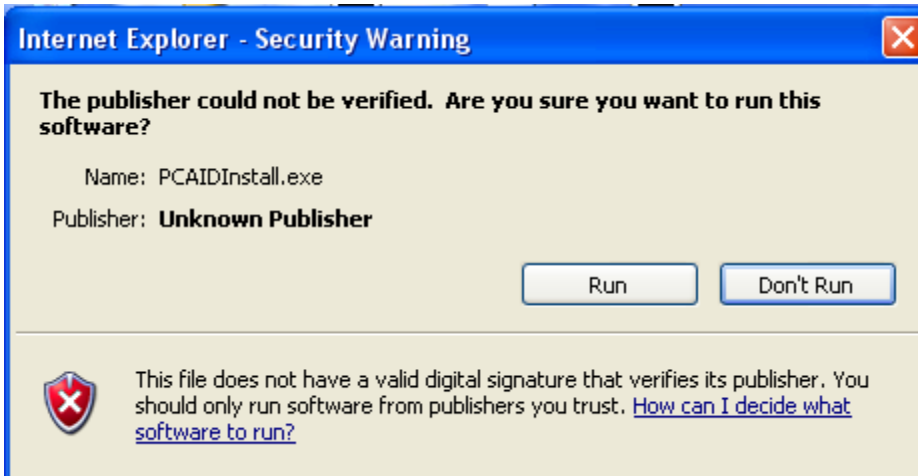 Internet Explorer - Security Warning
The publisher could not be verified.  Are you sure you want to run this
software?
Name: PCAIDInstall.exe
Publisher: Unknown Publisher
Run
Don't Run
This file does not have a valid digital signature that verifies its publisher. You
should only run software from publishers you trust. How can I decide what
software to run?